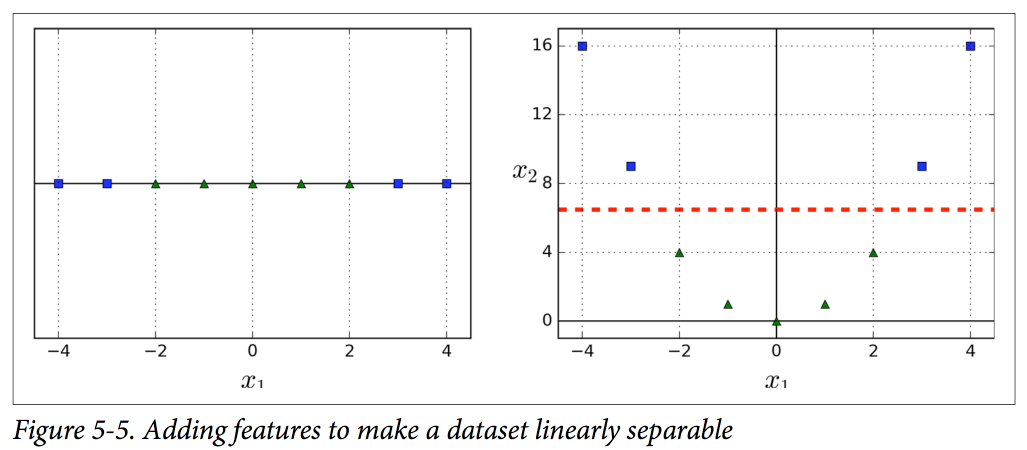 −4 −2 0 2 4
x₁
16
12
x₂ 8
4
0
−4 −2 0 2 4
x₁
Figure 5-5. Adding features to make a dataset linearly separable